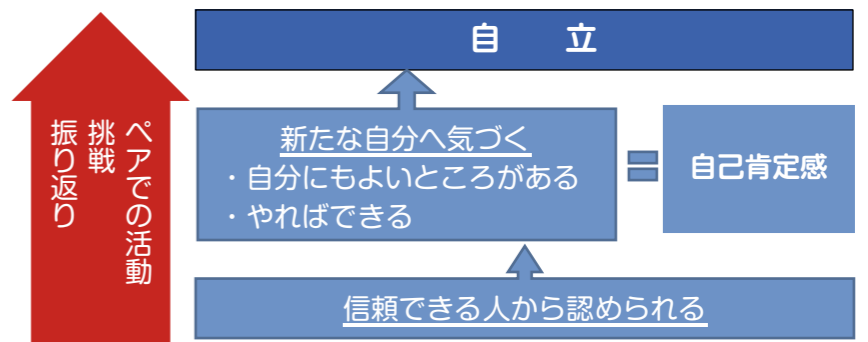 自　立
新たな自分へ気づく
・自分にもよいところがある
・やればできる
＝
自己肯定感
信頼できる人から認められる
ペアでの活動
挑戦
振り返り